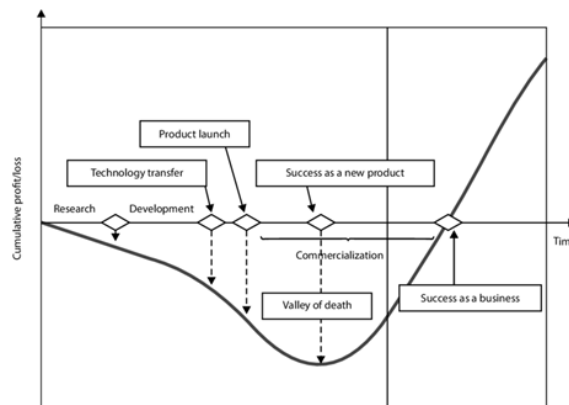 Product launch
Technology transfer
Success as a new product
Research
Development
Cumulative profit/loss
Commercialization
Tim
Valley of death
Success as a business